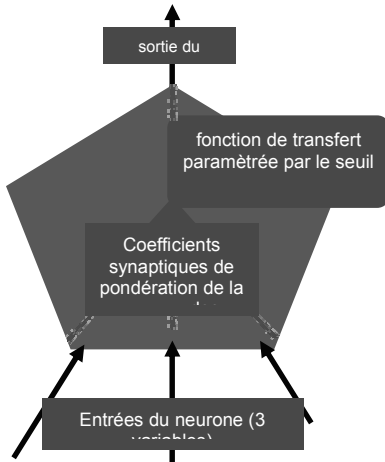 sortie du
fonction de transfert
paramètrée par le seuil
Coefficients
synaptiques de
pondération de la
Entrées du neurone (3
variables)